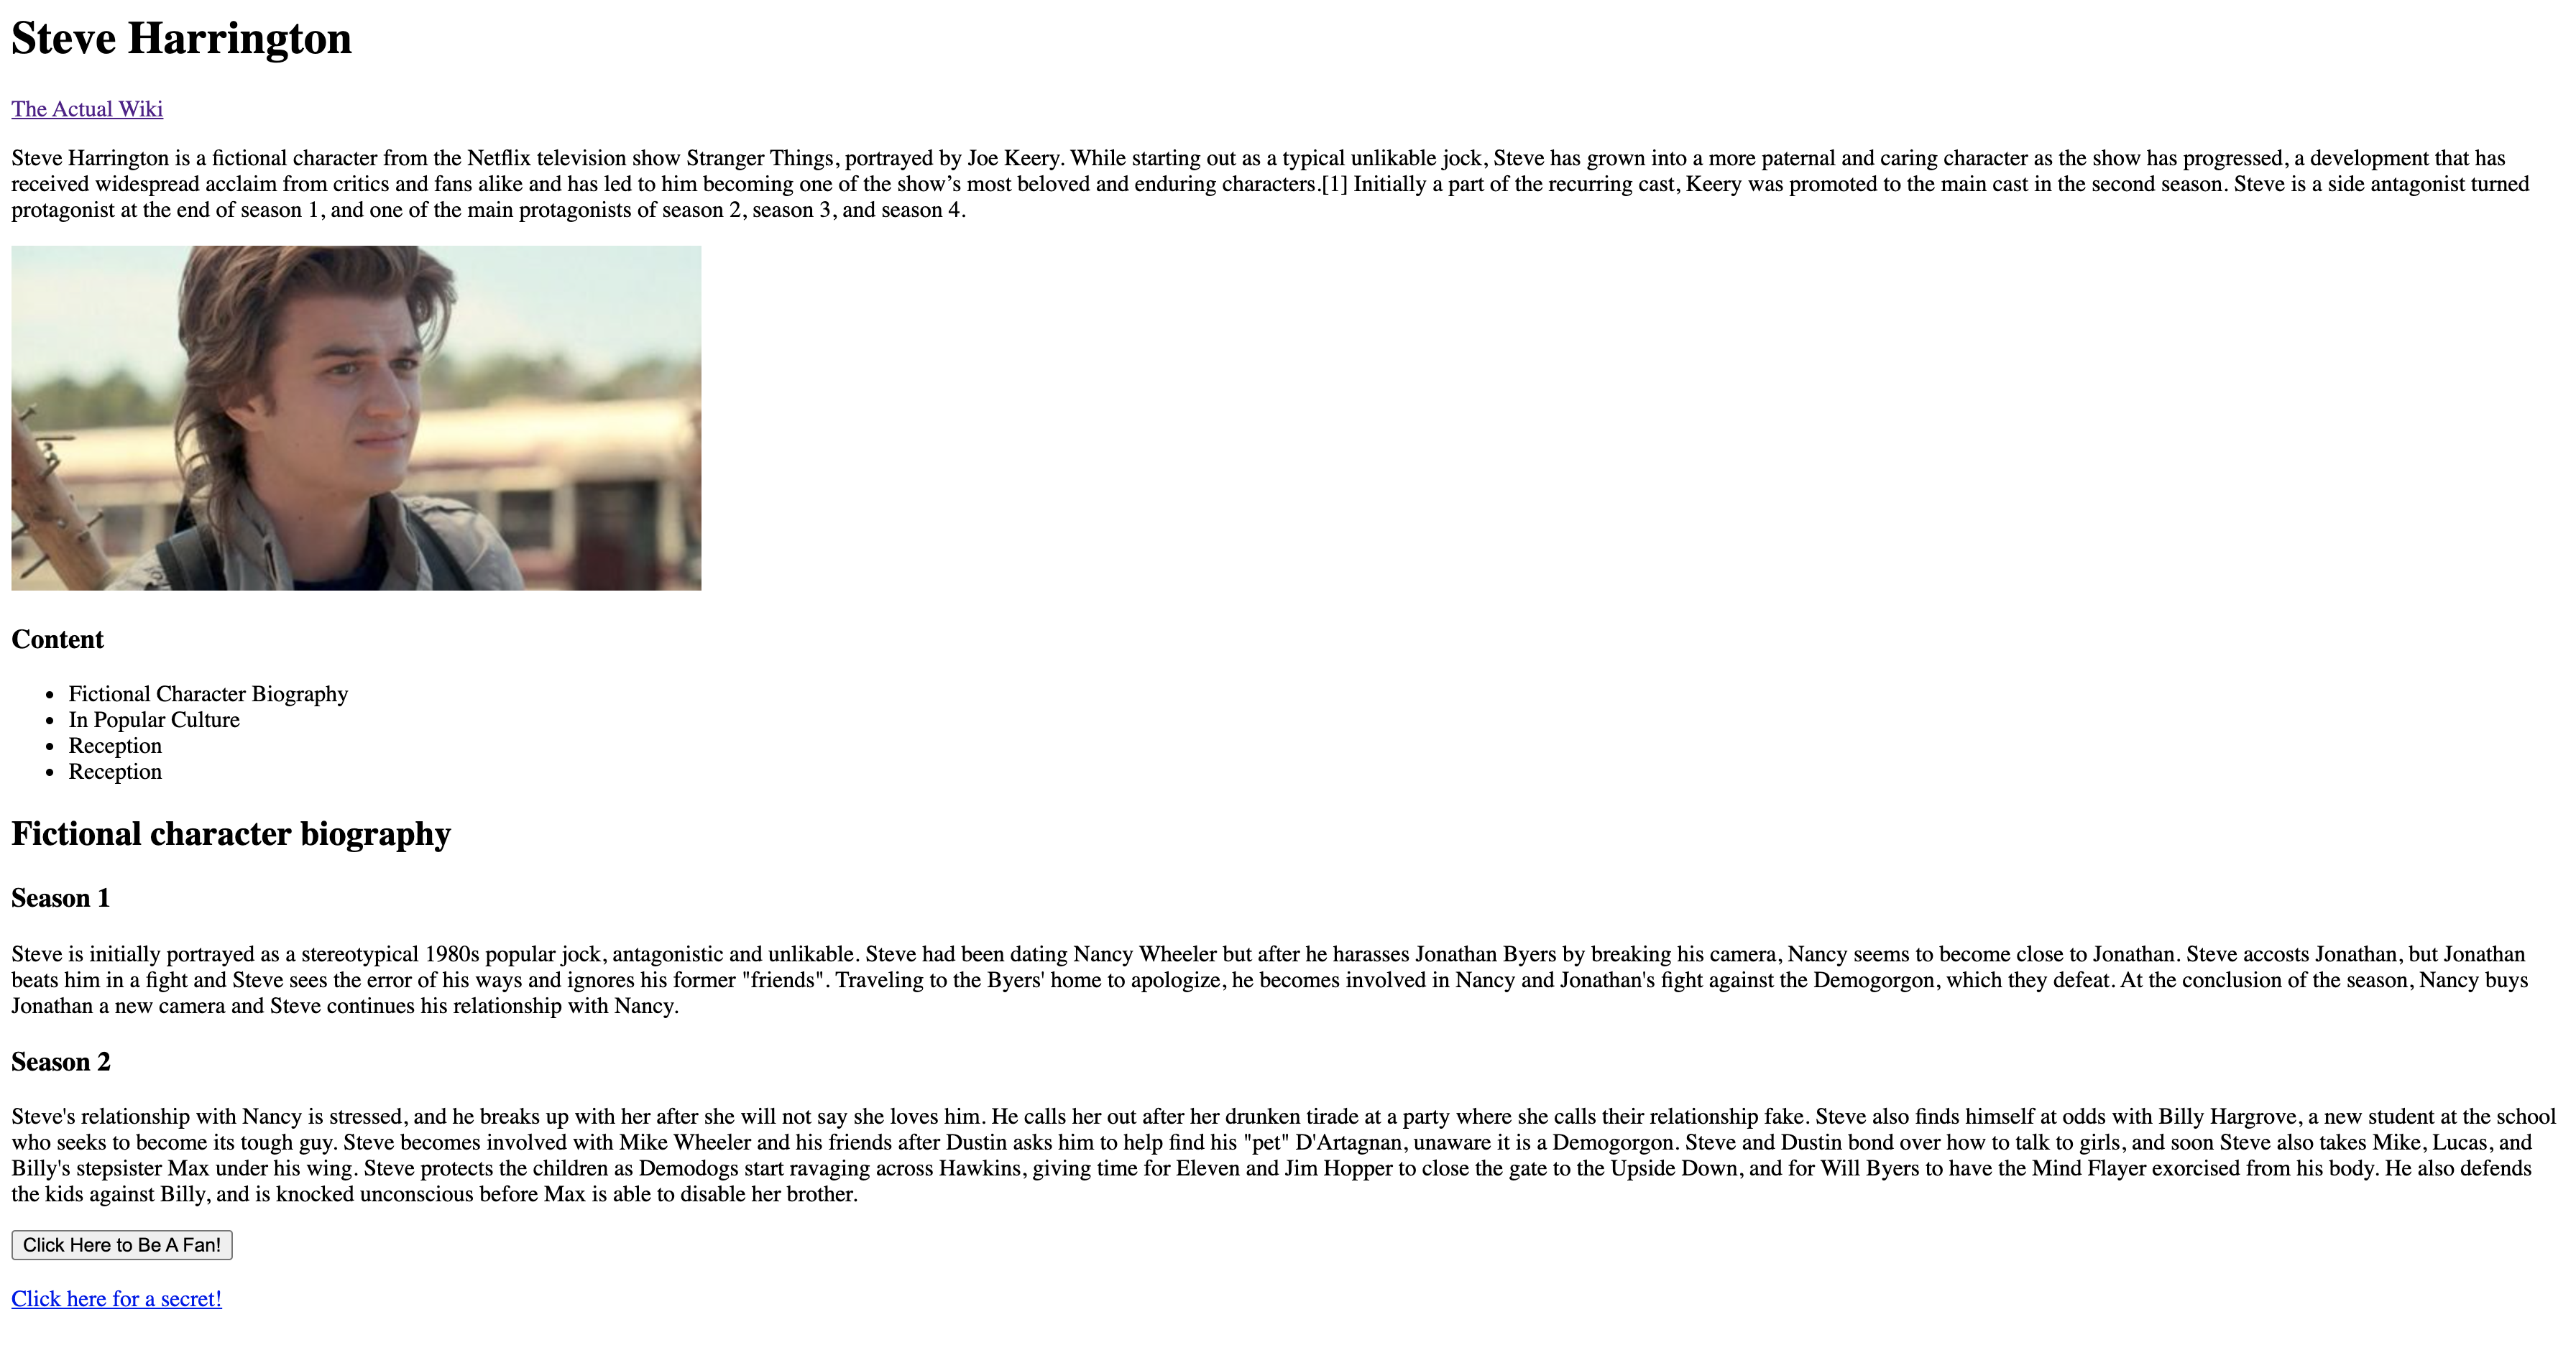 Steve Harrington
The Actual Wiki
Steve Harrington is a fictional character from the Netflix television show Stranger Things, portrayed by Joe Keery. While starting out as a typical unlikable jock, Steve has grown into a more paternal and caring character as the show has progressed, a development that has
received widespread acclaim from critics and fans alike and has led to him becoming one of the show’s most beloved and enduring characters.[1] Initially a part of the recurring cast, Keery was promoted to the main cast in the second season. Steve is a side antagonist turned
protagonist at the end of season 1, and one of the main protagonists of season 2, season 3, and season 4.
Content
• Fictional Character Biography
• In Popular Culture
• Reception
• Reception
Fictional character biography
Season 1
Steve is initially portrayed as a stereotypical 1980s popular jock, antagonistic and unlikable. Steve had been dating Nancy Wheeler but after he harasses Jonathan Byers by breaking his camera, Nancy seems to become close to Jonathan. Steve accosts Jonathan, but Jonathan
beats him in a fight and Steve sees the error of his ways and ignores his former "friends". Traveling to the Byers' home to apologize, he becomes involved in Nancy and Jonathan's fight against the Demogorgon, which they defeat. At the conclusion of the season, Nancy buys
Jonathan a new camera and Steve continues his relationship with Nancy.
Season 2
Steve's relationship with Nancy is stressed, and he breaks up with her after she will not say she loves him. He calls her out after her drunken tirade at a party where she calls their relationship fake. Steve also finds himself at odds with Billy Hargrove, a new student at the school
who seeks to become its tough guy. Steve becomes involved with Mike Wheeler and his friends after Dustin asks him to help find his "pet" D'Artagnan, unaware it is a Demogorgon. Steve and Dustin bond over how to talk to girls, and soon Steve also takes Mike, Lucas, and
Billy's stepsister Max under his wing. Steve protects the children as Demodogs start ravaging across Hawkins, giving time for Eleven and Jim Hopper to close the gate to the Upside Down, and for Will Byers to have the Mind Flayer exorcised from his body. He also defends
the kids against Billy, and is knocked unconscious before Max is able to disable her brother.
Click Here to Be A Fan!
Click here for a secret!